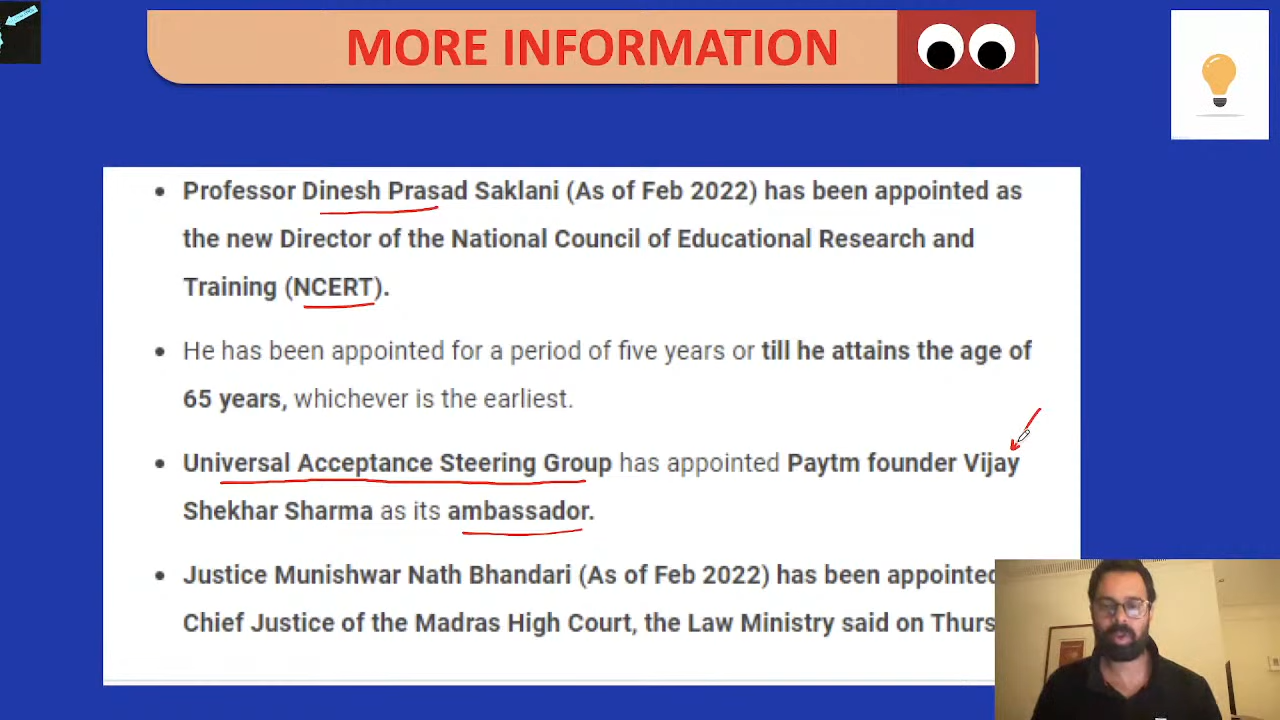 MORE INFORMATION
Professor Dinesh Prasad Saklani (As of Feb 2022) has been appointed as
the new Director of the National Council of Educational Research and
Training (NCERT).
He has been appointed for a period of five years or till he attains the age of
65 years, whichever is the earliest.
Universal Acceptance Steering Group has appointed Paytm founder Vijay
Shekhar Sharma as its ambassador.
Justice Munishwar Nath Bhandari (As of Feb 2022) has been appointed
Chief Justice of the Madras High Court, the Law Ministry said on Thurs